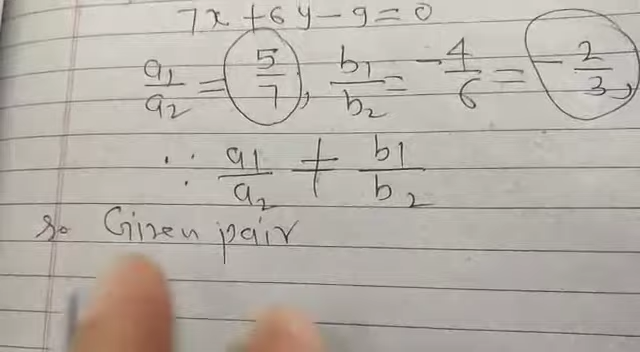 7x + 6y - 9 = 0
a1/a2 = 5/7, b1/b2 = -4/6 = -2/3,
∵ a1/a2 ≠ b1/b2
so Given pair